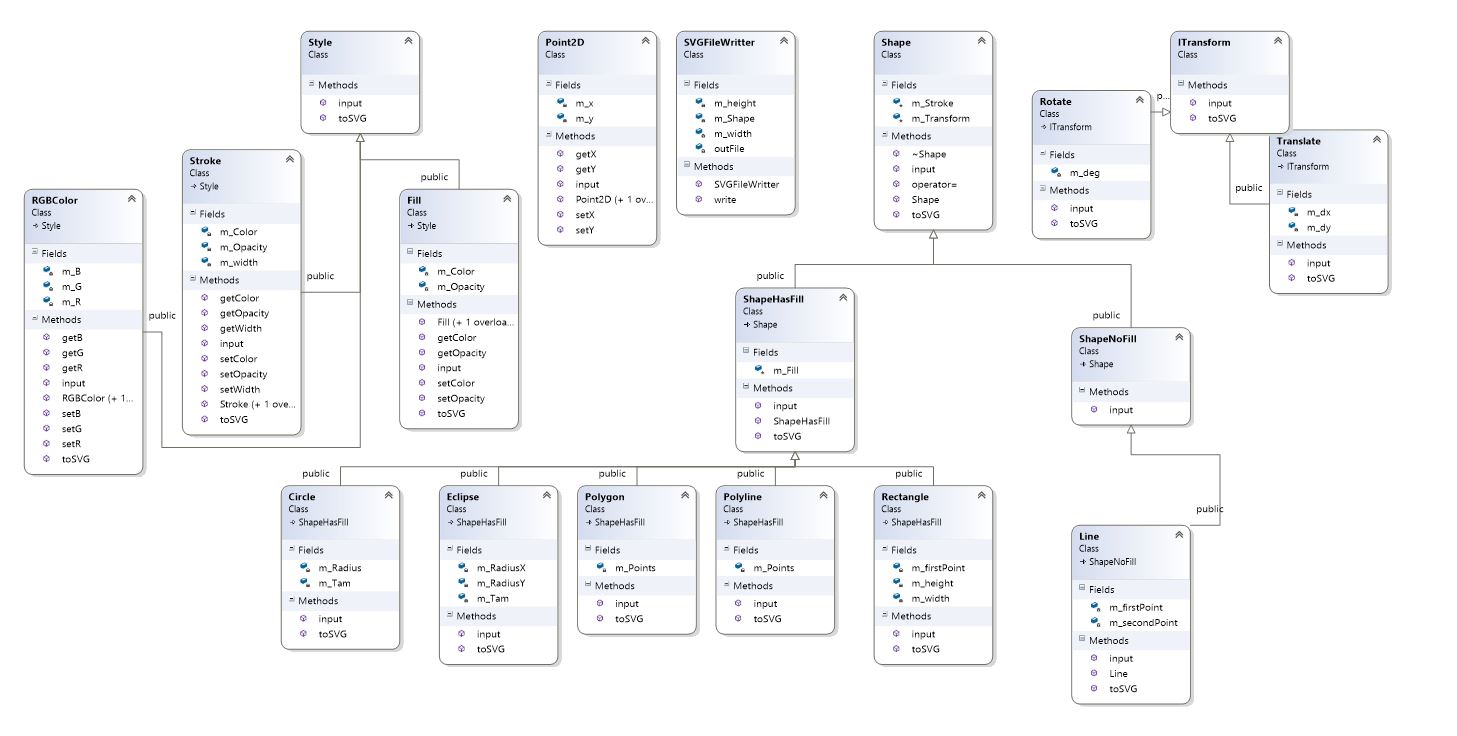 Style
Class
Methods
input
toSVG
Point2D
Class
Fields
m_x
m_y
Methods
getX
getY
input
Point2D (+ 1 ov...
setX
setY
SVGFileWritter
Class
Fields
m_height
m_Shape
m_width
outFile
Methods
SVGFileWritter
write
Shape
Class
Fields
m_Stroke
m_Transform
Methods
~Shape
input
operator=
Shape
toSVG
ITransform
Class
Methods
input
toSVG
Rotate
Class
ITransform
Fields
m_deg
Methods
input
toSVG
p...
Translate
Class
ITransform
Fields
m_dx
m_dy
Methods
input
toSVG
public
RGBColor
Class
Style
Fields
m_B
m_G
m_R
Methods
getB
getG
getR
input
RGBColor (+ 1...
setB
setG
setR
toSVG
public
Stroke
Class
Style
Fields
m_Color
m_Opacity
m_width
Methods
getColor
getOpacity
getWidth
input
setColor
setOpacity
setWidth
Stroke (+ 1 ove...
toSVG
public
public
Fill
Class
Style
Fields
m_Color
m_Opacity
Methods
Fill (+ 1 overloa...
getColor
getOpacity
input
setColor
setOpacity
toSVG
public
ShapeHasFill
Class
Shape
Fields
m_Fill
Methods
input
ShapeHasFill
toSVG
public
ShapeNoFill
Class
Shape
Methods
input
public
Circle
Class
ShapeHasFill
Fields
m_Radius
m_Tam
Methods
input
toSVG
public
Eclipse
Class
ShapeHasFill
Fields
m_RadiusX
m_RadiusY
m_Tam
Methods
input
toSVG
public
Polygon
Class
ShapeHasFill
Fields
m_Points
Methods
input
toSVG
public
Polyline
Class
ShapeHasFill
Fields
m_Points
Methods
input
toSVG
public
Rectangle
Class
ShapeHasFill
Fields
m_firstPoint
m_height
m_width
Methods
input
toSVG
public
Line
Class
ShapeNoFill
Fields
m_firstPoint
m_secondPoint
Methods
input
Line
toSVG